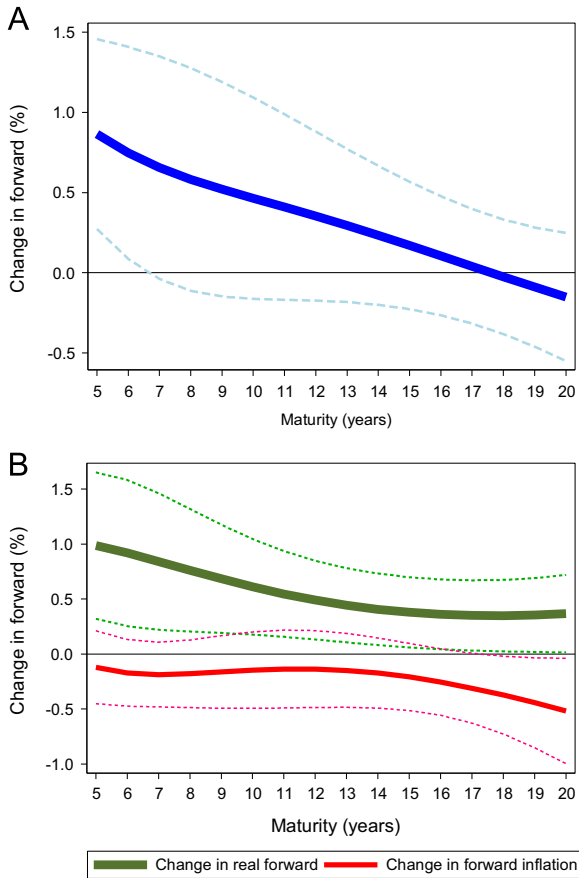 A
Change in forward (%)
1.5
1.0
0.5
0.0
-0.5
5 6 7 8 9 10 11 12 13 14 15 16 17 18 19 20
Maturity (years)
B
Change in forward (%)
1.5
1.0
0.5
0.0
-0.5
-1.0
5 6 7 8 9 10 11 12 13 14 15 16 17 18 19 20
Maturity (years)
Change in real forward Change in forward inflation